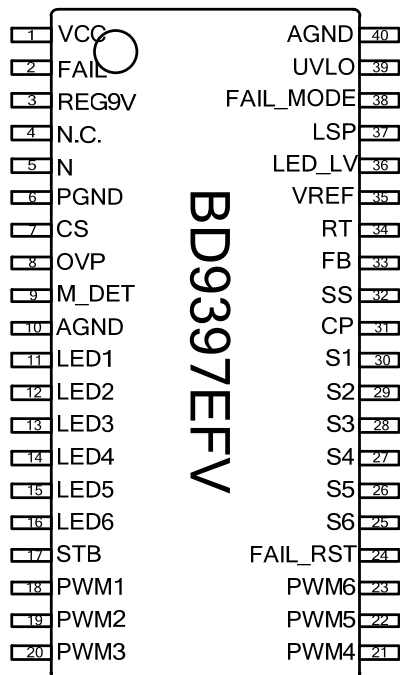 1 VCC AGND 40
2 FAIL UVLO 39
3 REG9V FAIL_MODE 38
4 N.C. LSP 37
5 N LED_LV 36
6 PGND VREF 35
7 CS RT 34
8 OVP FB 33
9 M_DET SS 32
10 AGND CP 31
11 LED1 S1 30
12 LED2 S2 29
13 LED3 S3 28
14 LED4 S4 27
15 LED5 S5 26
16 LED6 S6 25
17 STB FAIL_RST 24
18 PWM1 PWM6 23
19 PWM2 PWM5 22
20 PWM3 PWM4 21
BD9397EFV